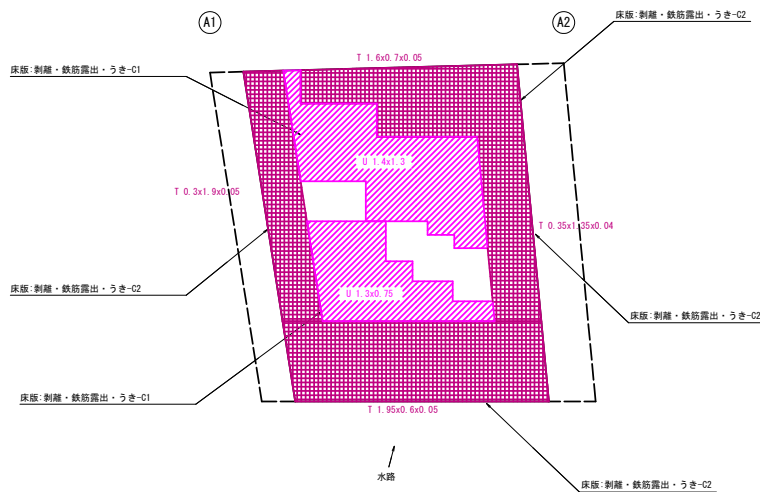 A1
A2
床版:剥離・鉄筋露出・うき-C2
T 1.6x0.7x0.05
床版:剥離・鉄筋露出・うき-C1
U 1.4x1.3
T 0.3x1.9x0.05
T 0.35x1.35x0.04
床版:剥離・鉄筋露出・うき-C2
U 1.3x0.75
床版:剥離・鉄筋露出・うき-C2
床版:剥離・鉄筋露出・うき-C1
T 1.95x0.6x0.05
水路
床版:剥離・鉄筋露出・うき-C2